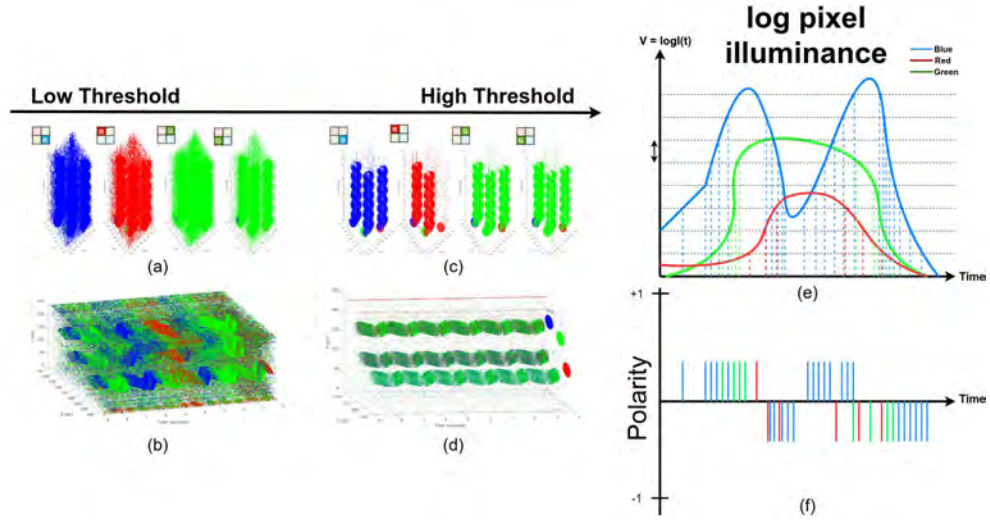 Low Threshold
High Threshold
(a)
(c)
(b)
(d)
log pixel
illuminance
V = logI(t)
Blue
Red
Green
Time
(e)
+1
Polarity
Time
-1
(f)